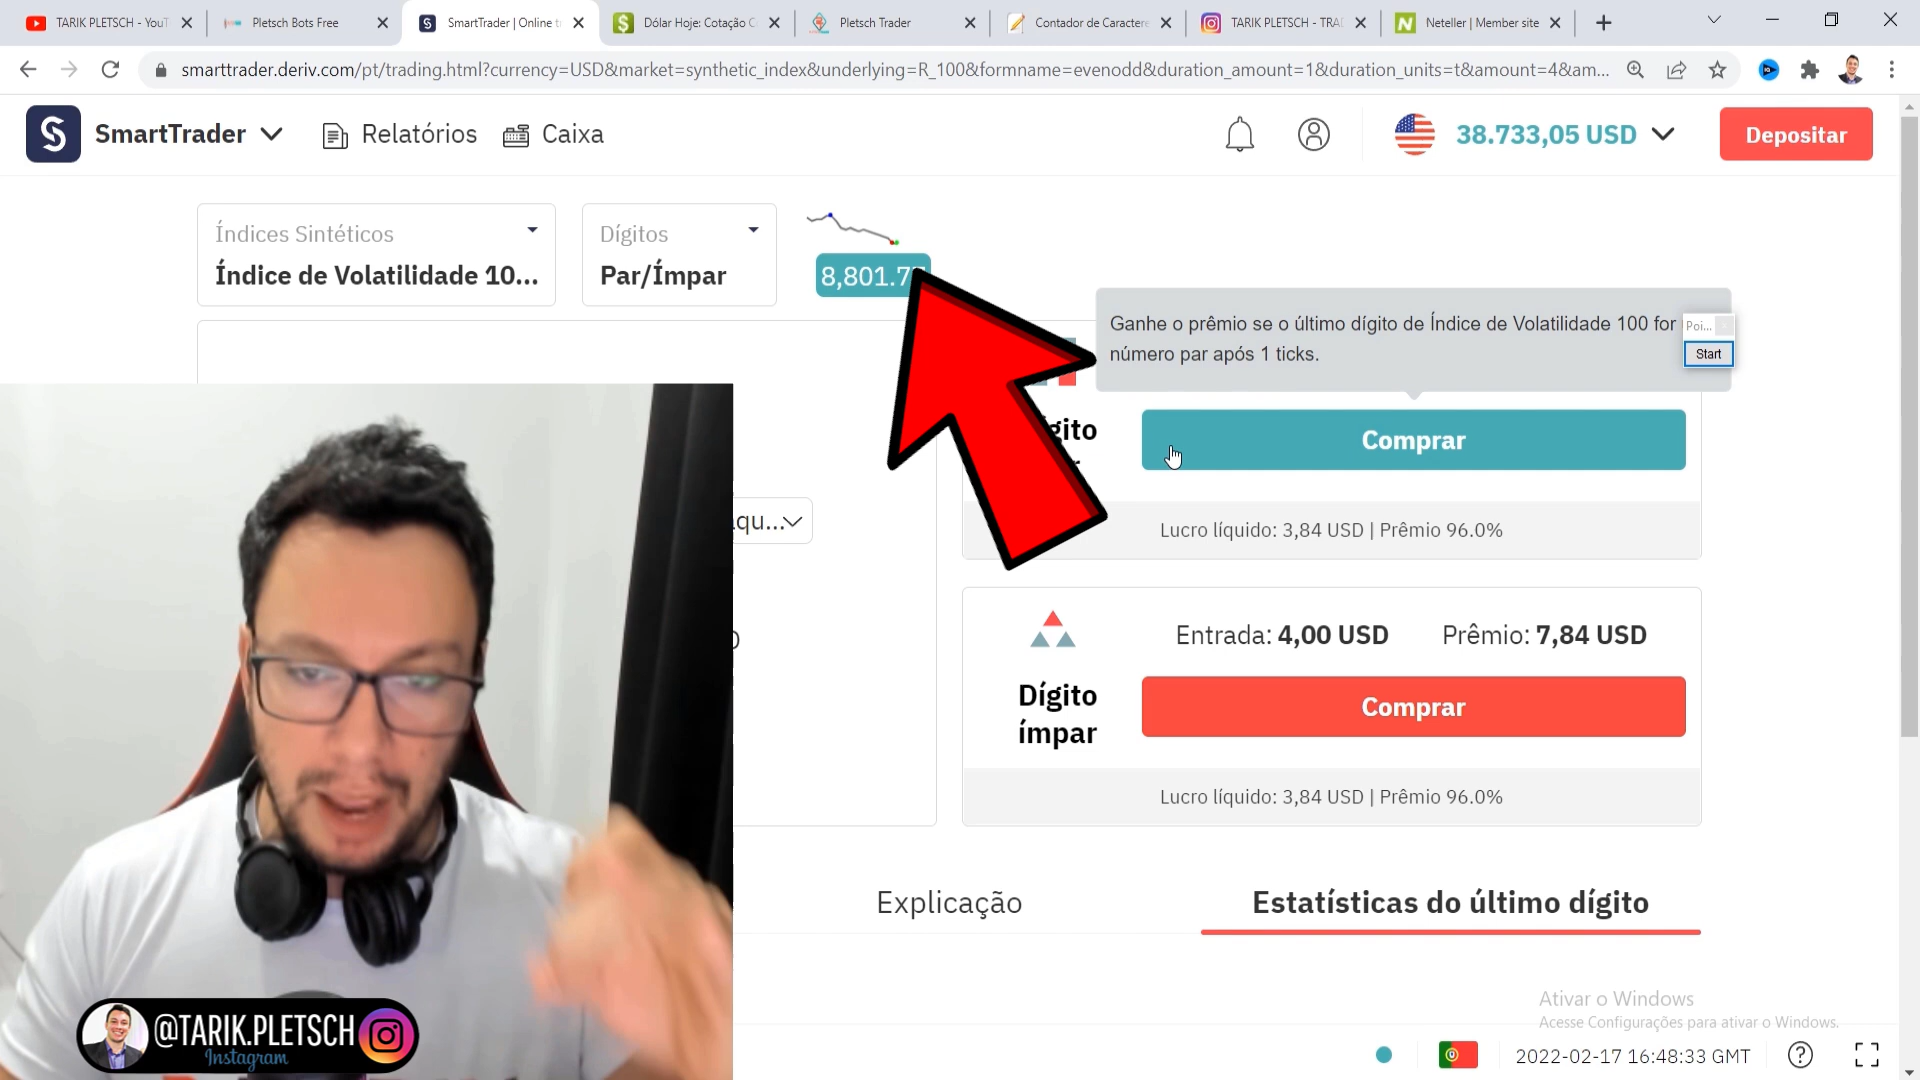 TARIK PLETSCH - YouT
Pletsch Bots Free
SmartTrader | Online t
Dólar Hoje: Cotação
Pletsch Trader
Contador de Caractere
TARIK PLETSCH - TRA
Neteller | Member site
smarttrader.deriv.com/pt/trading.html?currency=USD&market=synthetic_index&underlying=R_100&formname=evenodd&duration_amount=1&duration_units=t&amount=4&am...
SmartTrader
Relatórios
Caixa
38.733,05 USD
Depositar
Índices Sintéticos
Índice de Volatilidade 10...
Dígitos
Par/Ímpar
8,801.7
Ganhe o prêmio se o último dígito de Índice de Volatilidade 100 for
número par após 1 ticks.
Poi...
Start
Comprar
Lucro líquido: 3,84 USD | Prêmio 96.0%
Entrada: 4,00 USD
Prêmio: 7,84 USD
Dígito
ímpar
Comprar
Lucro líquido: 3,84 USD | Prêmio 96.0%
Explicação
Estatísticas do último dígito
@TARIK.PLETSCH
Instagram
Ativar o Windows
Acesse Configurações para ativar o Windows.
2022-02-17 16:48:33 GMT